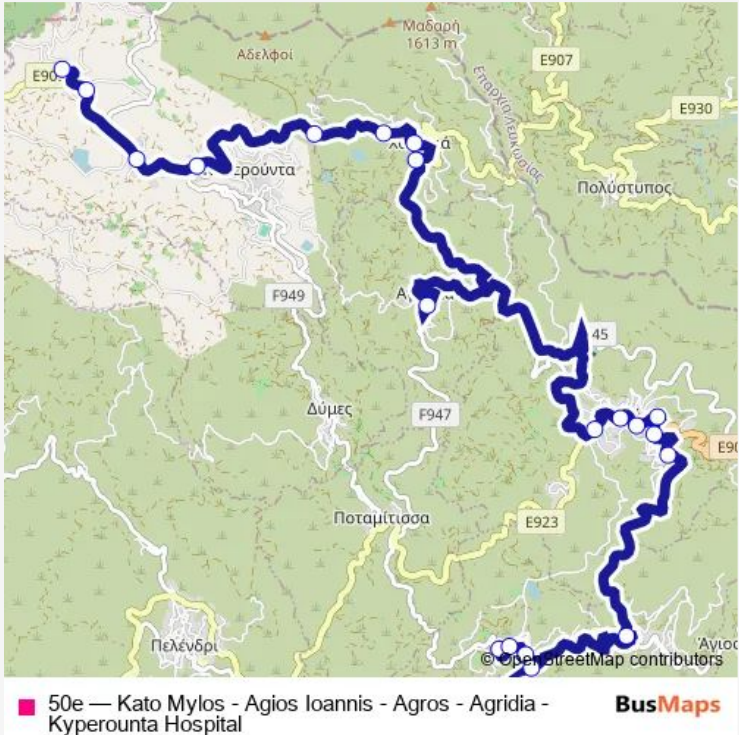 Μαδαρή
1613 m
Αδελφοί
E907
Επαρχία Λευκωσίας
E930
Πολύστυπος
F949
45
Δύμες
F947
E923
Ποταμίτισσα
Πελένδρι
© OpenStreetMap contributors
50e — Kato Mylos - Agios Ioannis - Agros - Agridia -
Kyperounta Hospital
BusMaps